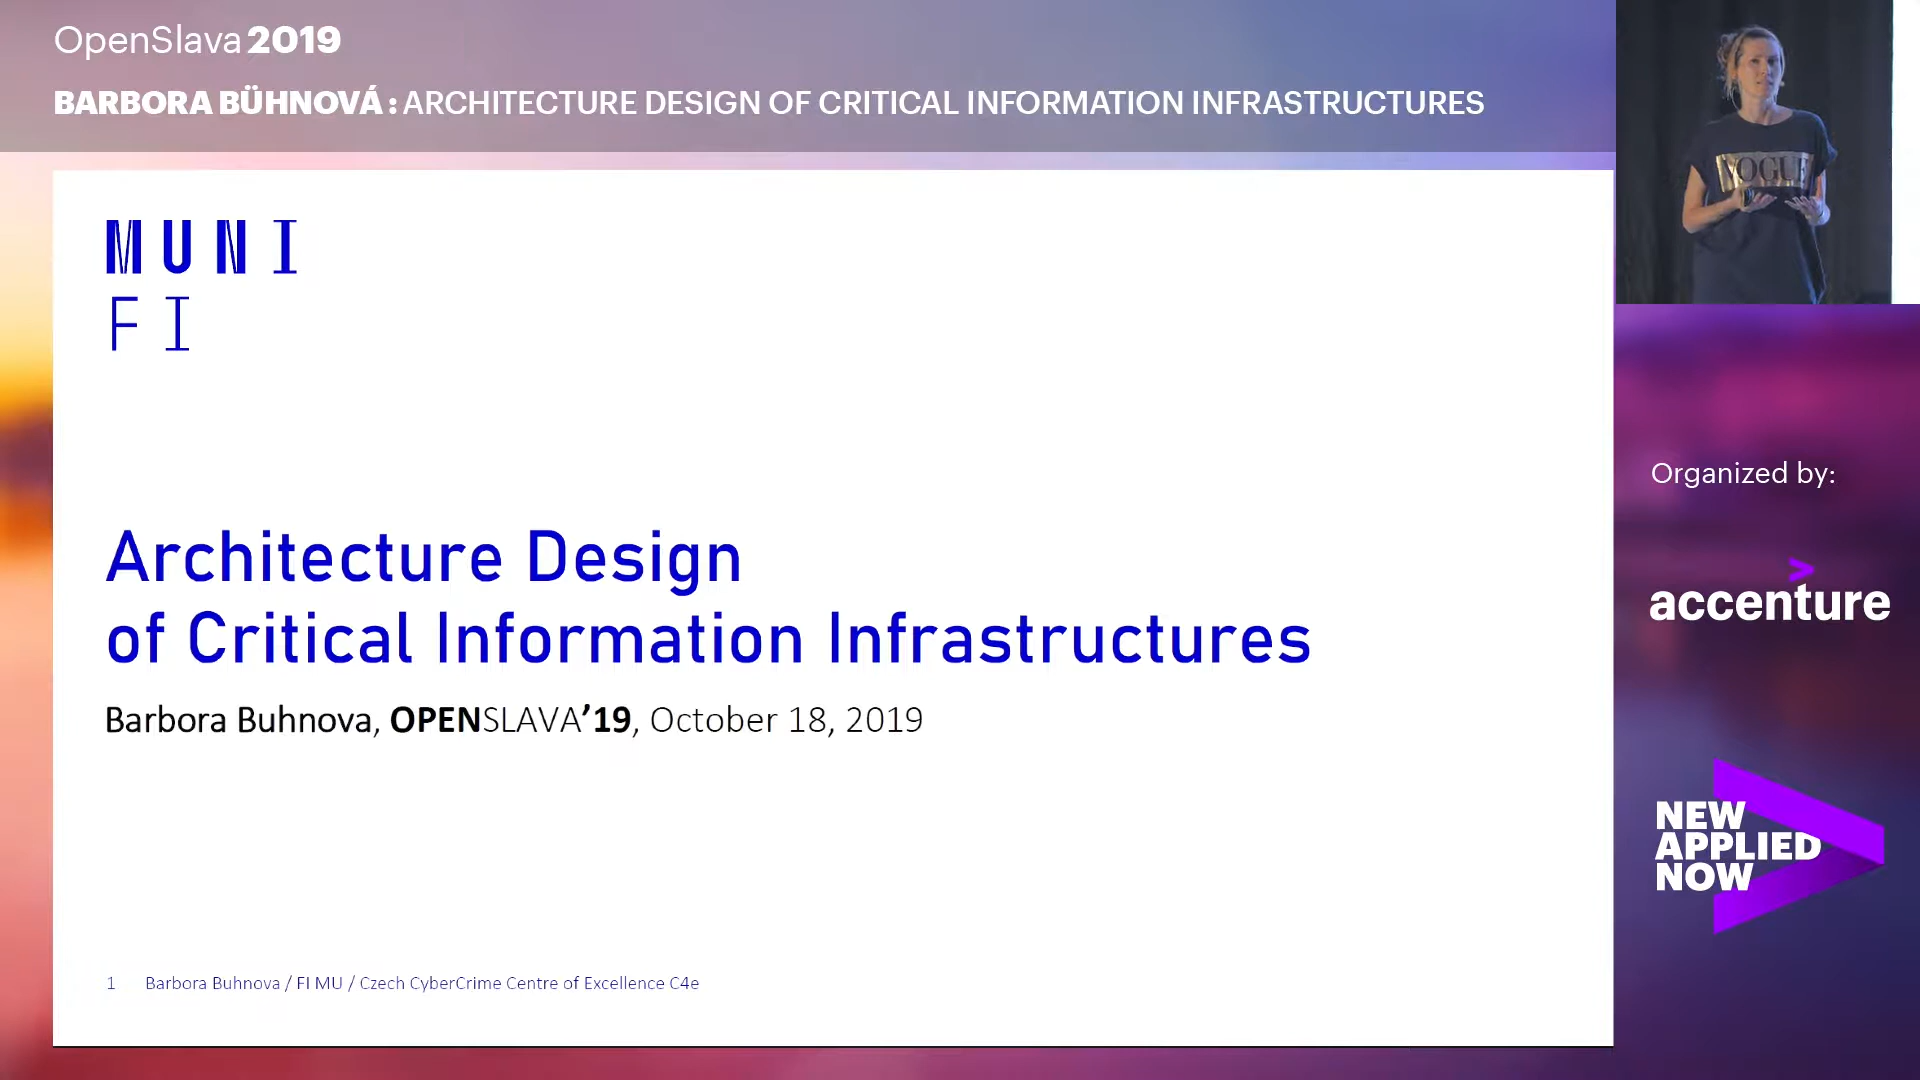 OpenSlava 2019
BARBORA BÜHNOVÁ : ARCHITECTURE DESIGN OF CRITICAL INFORMATION INFRASTRUCTURES
VOGUE
MUNI
FI
Architecture Design
of Critical Information Infrastructures
Barbora Buhnova, OPENSLAVA’19, October 18, 2019
1 Barbora Buhnova / FI MU / Czech CyberCrime Centre of Excellence C4e
Organized by:
accenture
NEW
APPLIED
NOW